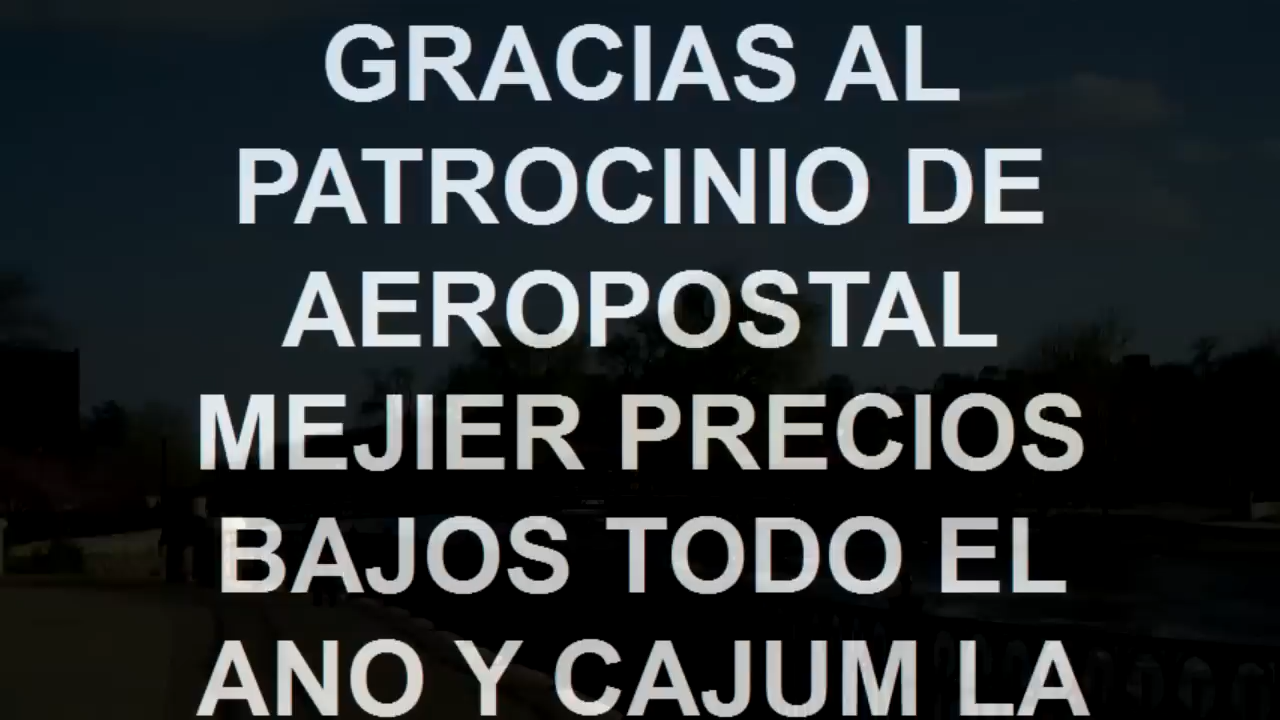 GRACIAS AL
PATROCINIO DE
AEROPOSTAL
MEJIER PRECIOS
BAJOS TODO EL
ANO Y CAJUM LA